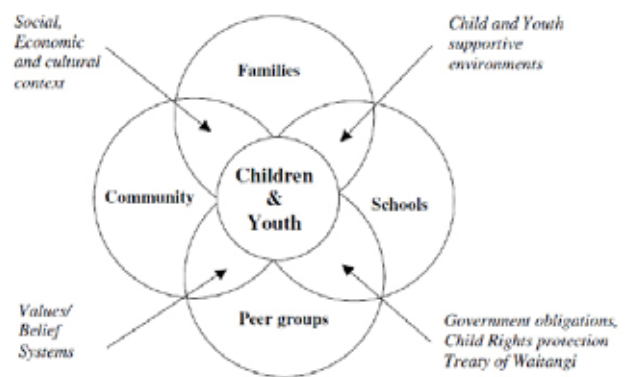 Social,
Economic
and cultural
context
Child and Youth
supportive
environments
Families
Community
Children
&
Youth
Schools
Peer groups
Values/
Belief
Systems
Government obligations,
Child Rights protection
Treaty of Waitangi